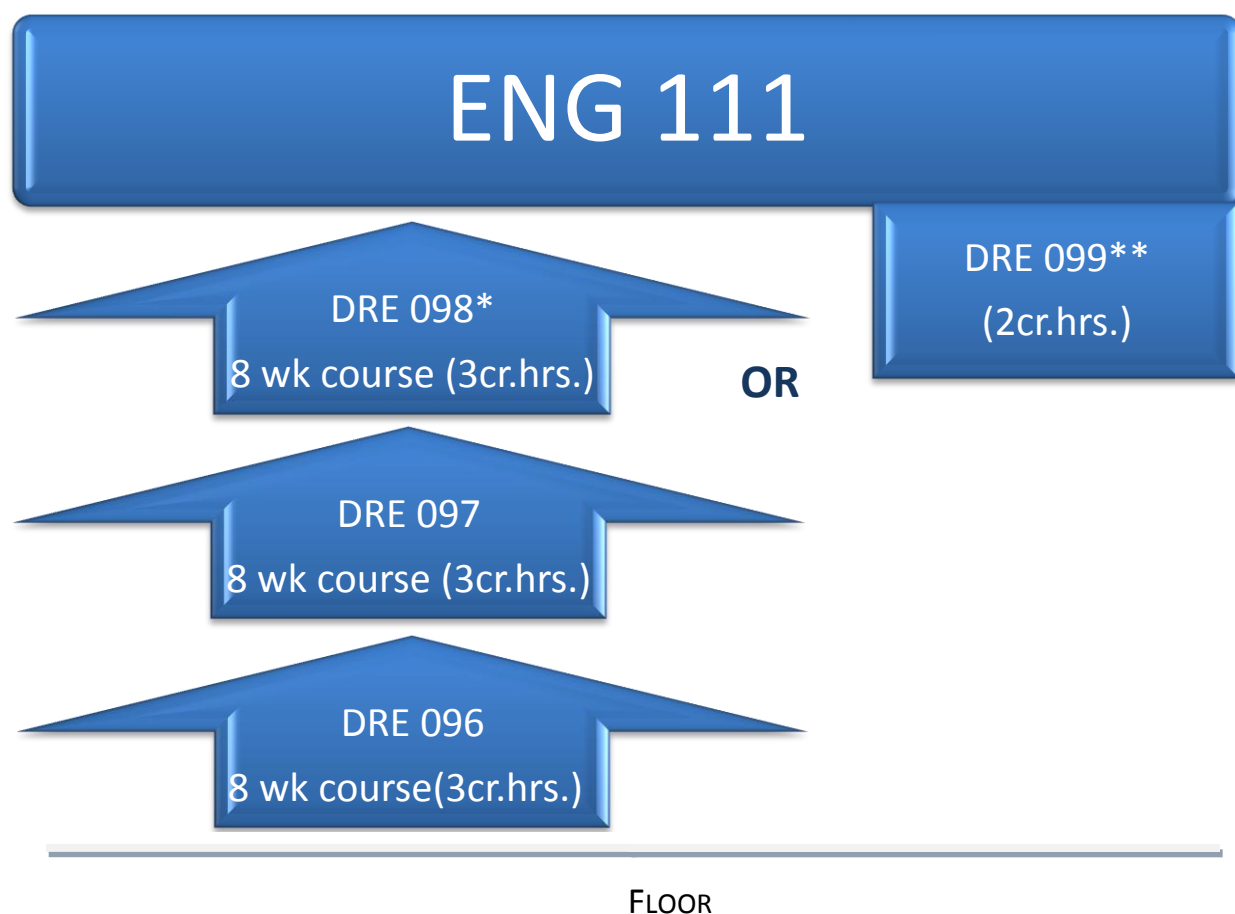 ENG 111
DRE 098*
8 wk course (3cr.hrs.)
DRE 099**
(2cr.hrs.)
OR
DRE 097
8 wk course (3cr.hrs.)
DRE 096
8 wk course(3cr.hrs.)
FLOOR